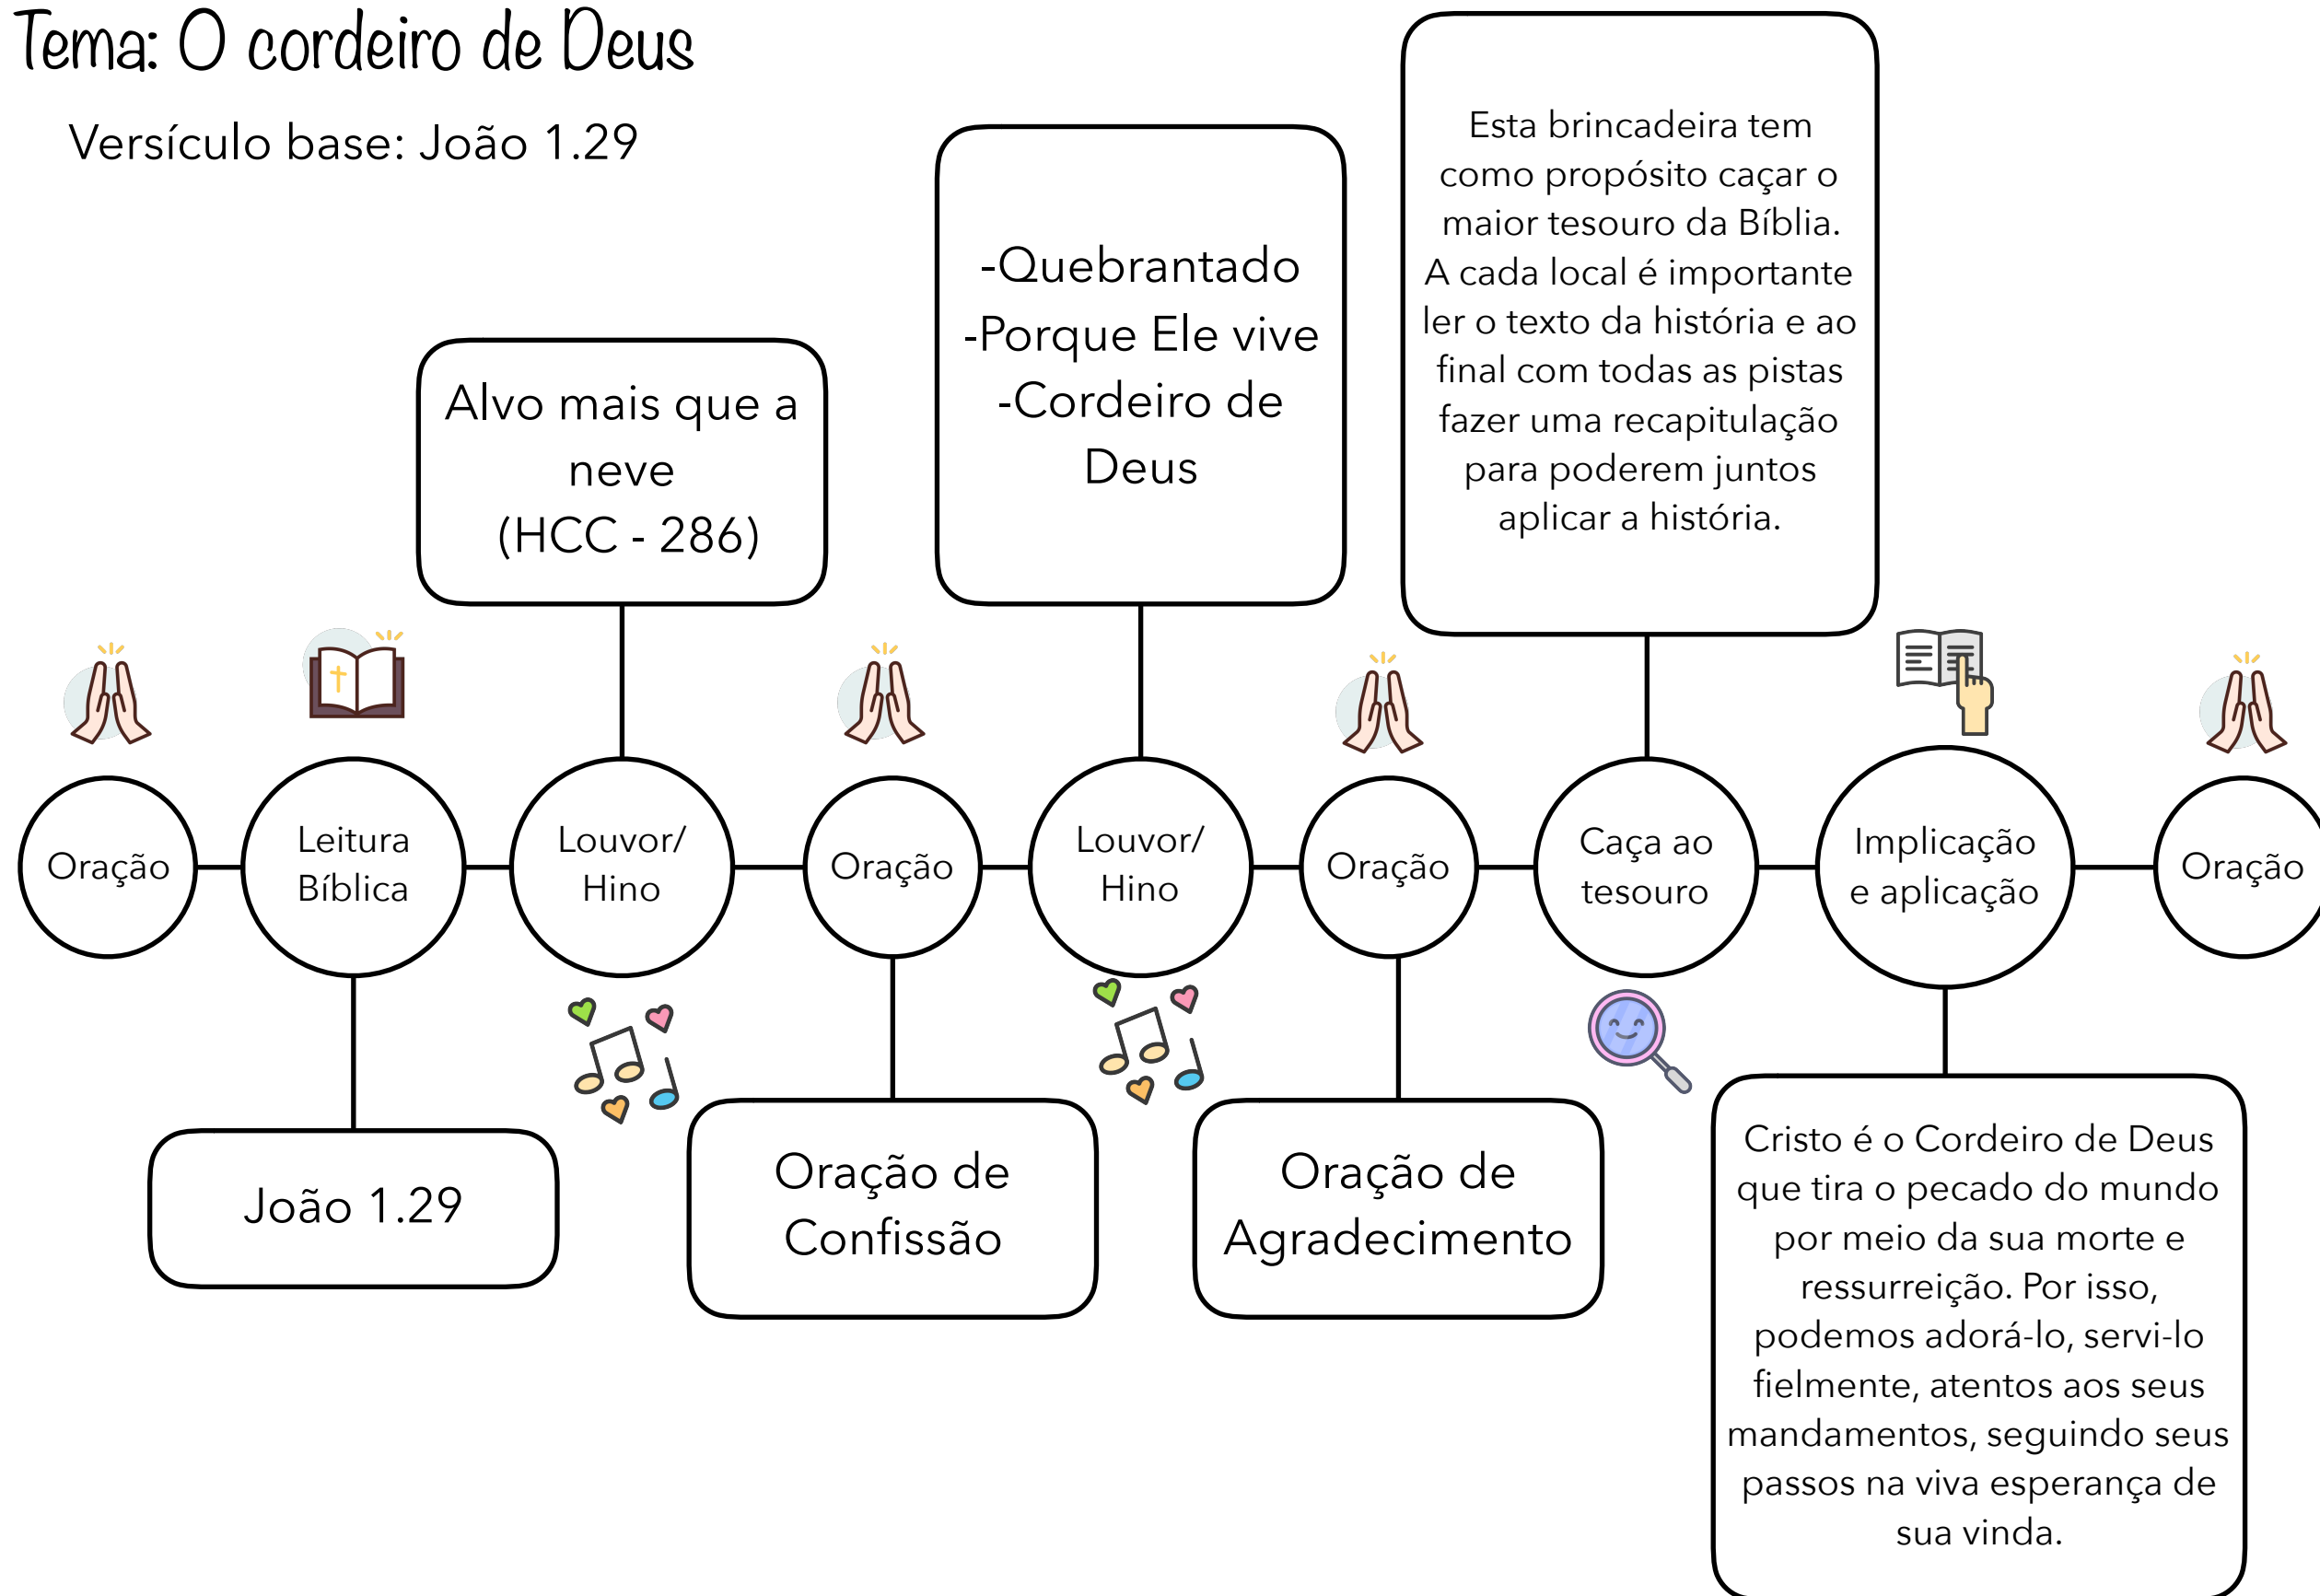 Tema: O cordeiro de Deus
Versículo base: João 1.29
Esta brincadeira tem
como propósito caçar o
maior tesouro da Bíblia.
A cada local é importante
ler o texto da história e ao
final com todas as pistas
fazer uma recapitulação
para poderem juntos
aplicar a história.
-Quebrantado
-Porque Ele vive
-Cordeiro de
Deus
Alvo mais que a
neve
(HCC - 286)
Oração
Leitura
Bíblica
Louvor/
Hino
Oração
Louvor/
Hino
Oração
Caça ao
tesouro
Implicação
e aplicação
Oração
João 1.29
Oração de
Confissão
Oração de
Agradecimento
Cristo é o Cordeiro de Deus
que tira o pecado do mundo
por meio da sua morte e
ressurreição. Por isso,
podemos adorá-lo, servi-lo
fielmente, atentos aos seus
mandamentos, seguindo seus
passos na viva esperança de
sua vinda.